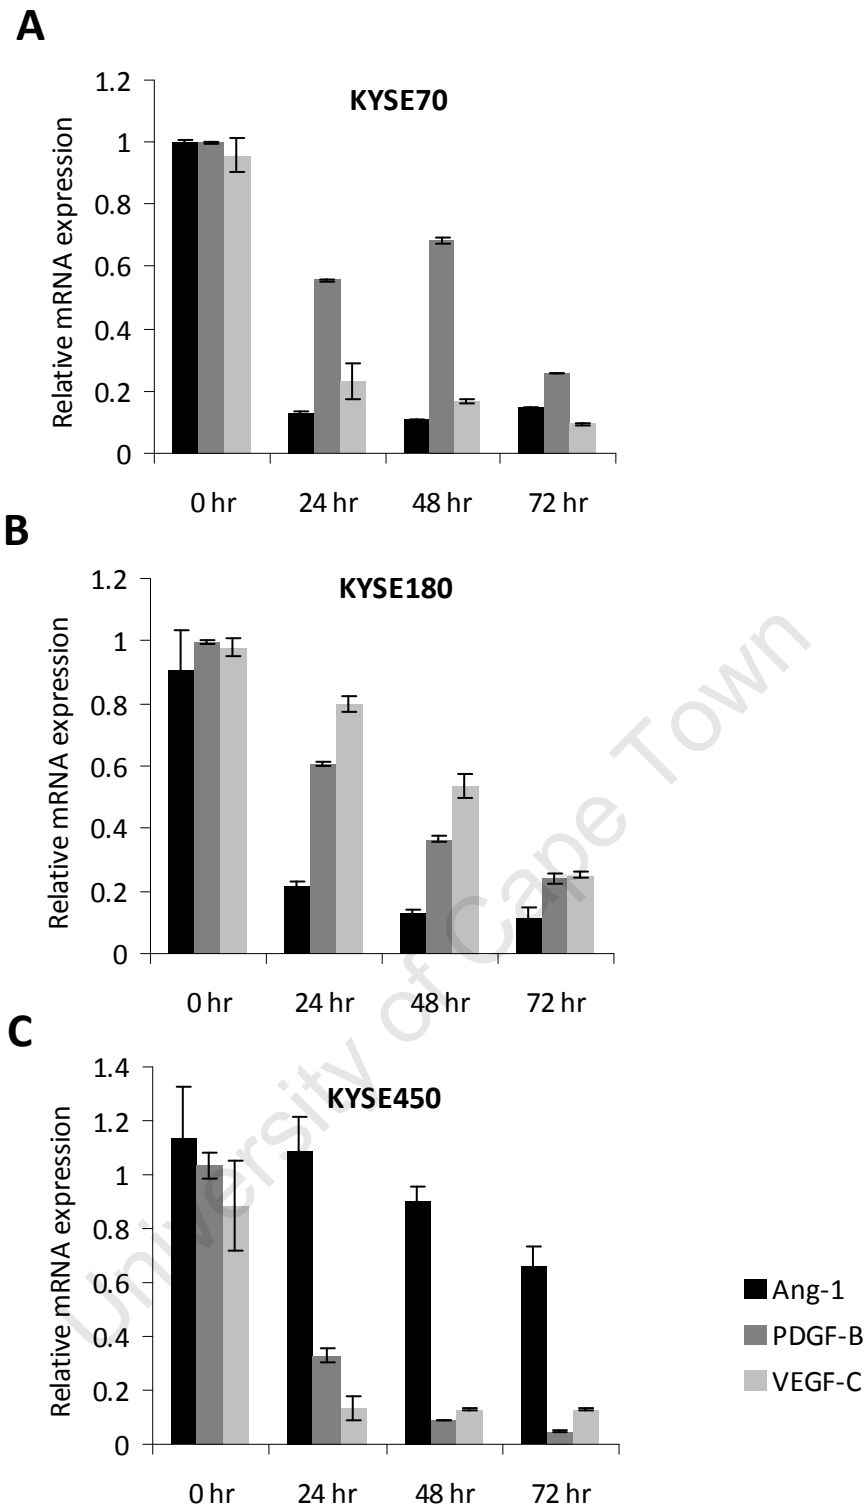 A
KYSE70
Relative mRNA expression
1.2
1
0.8
0.6
0.4
0.2
0
0 hr 24 hr 48 hr 72 hr
B
KYSE180
Relative mRNA expression
1.2
1
0.8
0.6
0.4
0.2
0
0 hr 24 hr 48 hr 72 hr
C
KYSE450
Relative mRNA expression
1.4
1.2
1
0.8
0.6
0.4
0.2
0
0 hr 24 hr 48 hr 72 hr
Ang-1
PDGF-B
VEGF-C
University of Cape Town